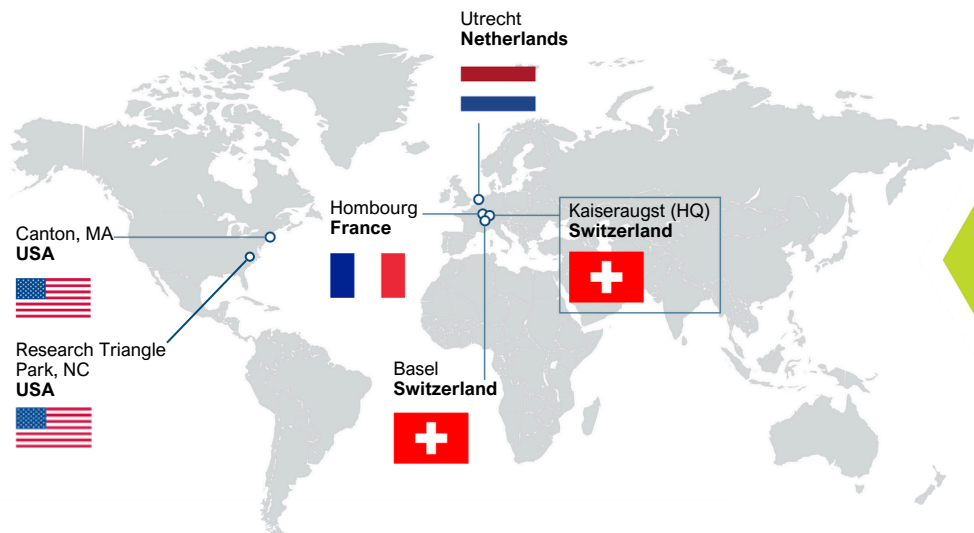 Utrecht
Netherlands
Hombourg
France
Kaiseraugst (HQ)
Switzerland
Canton, MA
USA
Research Triangle
Park, NC
USA
Basel
Switzerland